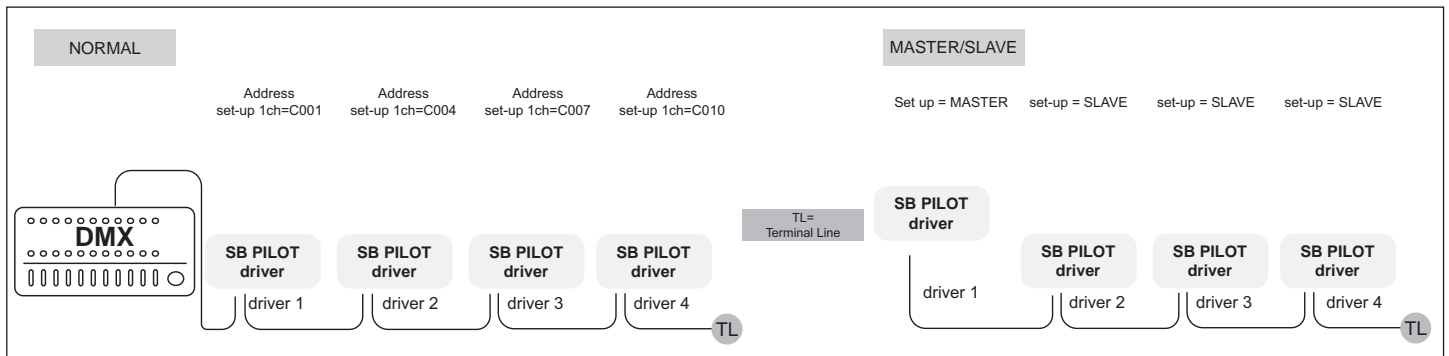 NORMAL
Address
set-up 1ch=C001
Address
set-up 1ch=C004
Address
set-up 1ch=C007
Address
set-up 1ch=C010
DMX
SB PILOT
driver
driver 1
SB PILOT
driver
driver 2
SB PILOT
driver
driver 3
SB PILOT
driver
driver 4
TL
TL=
Terminal Line
MASTER/SLAVE
Set up = MASTER
set-up = SLAVE
set-up = SLAVE
set-up = SLAVE
SB PILOT
driver
driver 1
SB PILOT
driver
driver 2
SB PILOT
driver
driver 3
SB PILOT
driver
driver 4
TL